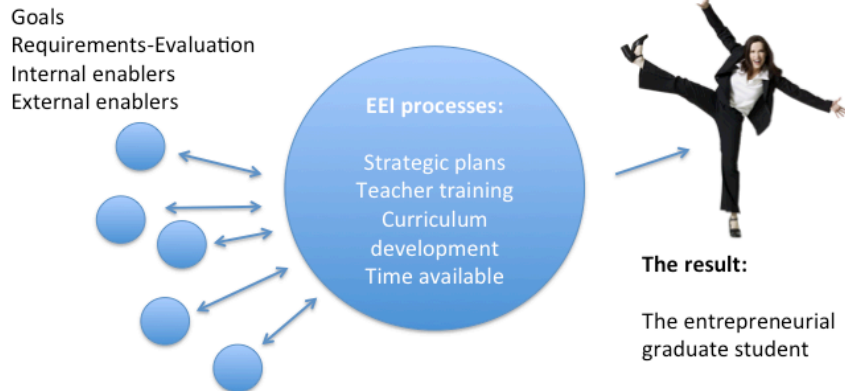 Goals
Requirements-Evaluation
Internal enablers
External enablers
EEI processes:
Strategic plans
Teacher training
Curriculum
development
Time available
The result:
The entrepreneurial
graduate student